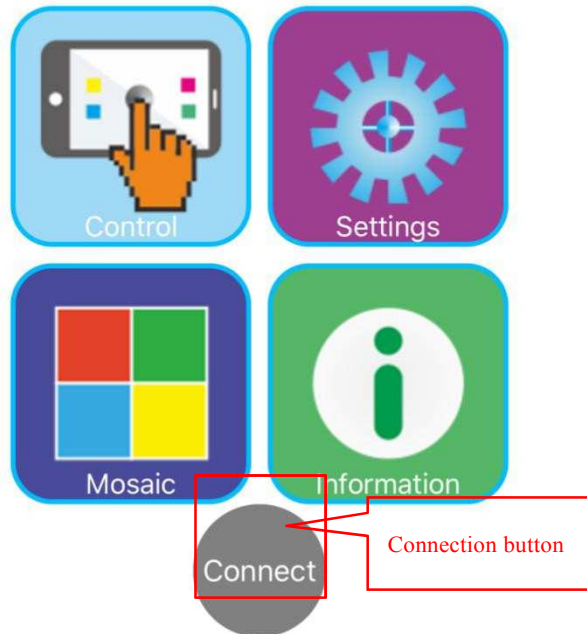 Control
Settings
Mosaic
Information
Connection button
Connect